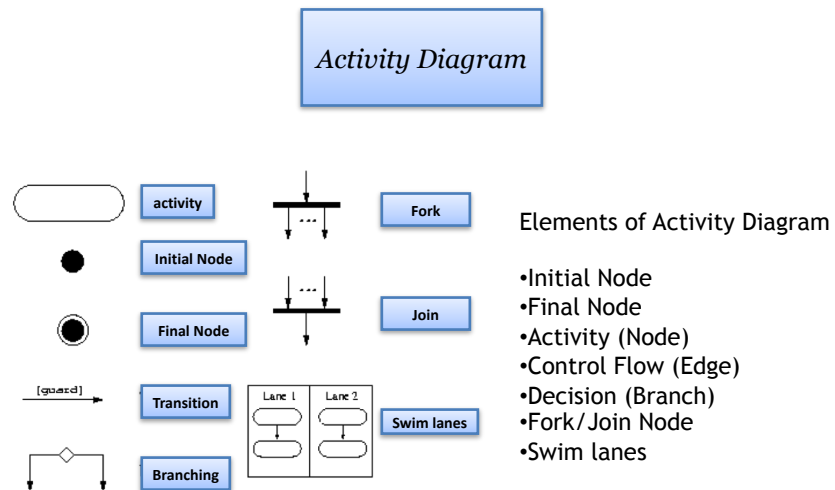 Activity Diagram
activity
Initial Node
Final Node
[guard]
Transition
Branching
...
Fork
...
Join
Lane 1 Lane 2
Swim lanes
Elements of Activity Diagram
•Initial Node
•Final Node
•Activity (Node)
•Control Flow (Edge)
•Decision (Branch)
•Fork/Join Node
•Swim lanes